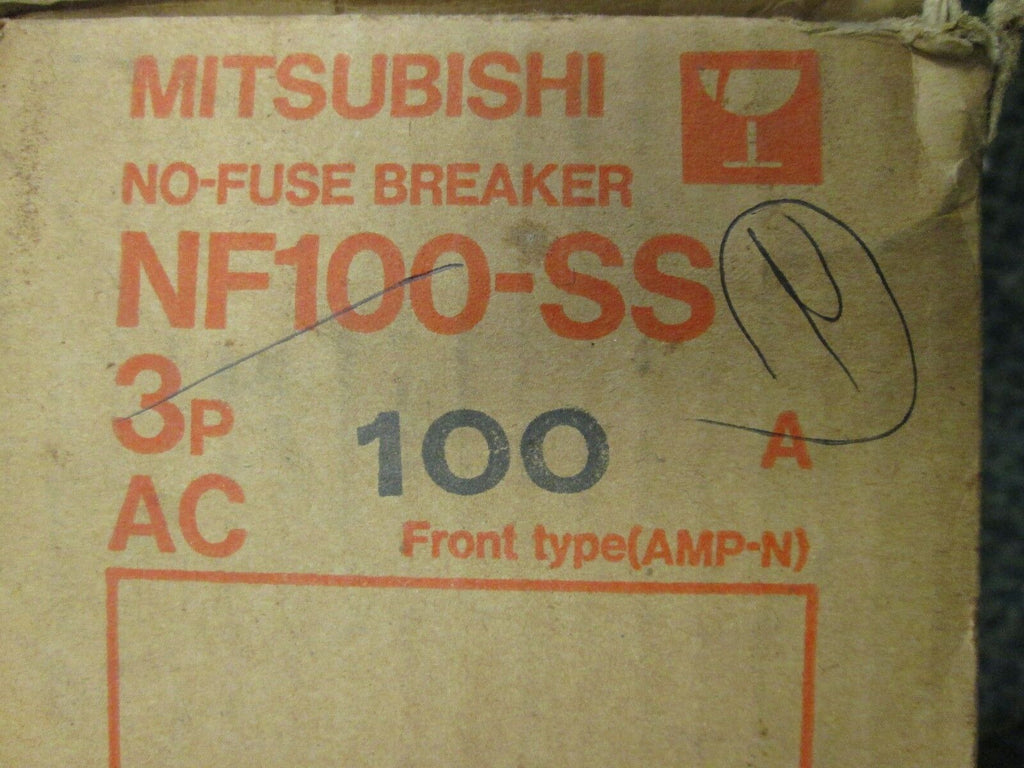 MITSUBISHI
NO-FUSE BREAKER
NF100-SS
3P 100 A
AC
Front type(AMP-N)